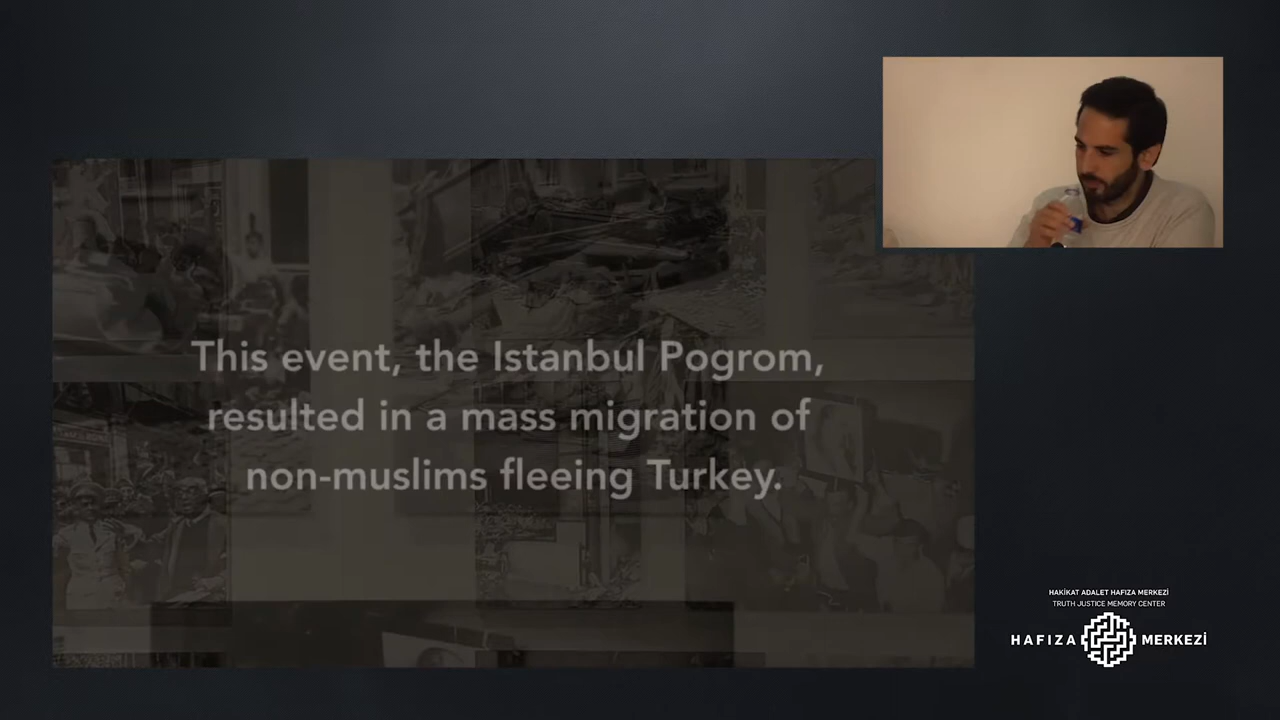 This event, the Istanbul Pogrom,
resulted in a mass migration of
non-muslims fleeing Turkey.
HAKİKAT ADALET HAFIZA MERKEZİ
TRUTH JUSTICE MEMORY CENTER
HAFIZA MERKEZİ